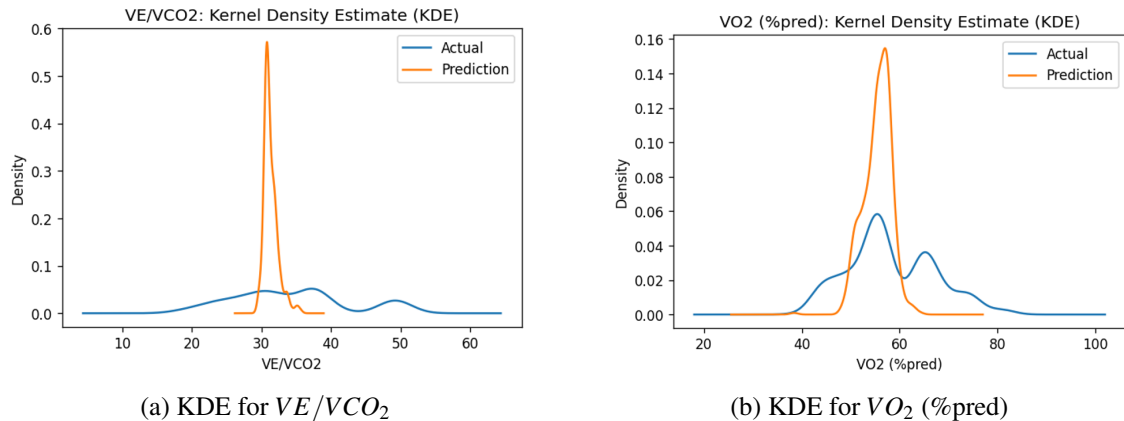 VE/VCO2: Kernel Density Estimate (KDE)
Density
0.6
0.5
0.4
0.3
0.2
0.1
0.0
Actual
Prediction
10 20 30 40 50 60
VE/VCO2
(a) KDE for VE/VCO₂
VO2 (%pred): Kernel Density Estimate (KDE)
Density
0.16
0.14
0.12
0.10
0.08
0.06
0.04
0.02
0.00
Actual
Prediction
20 40 60 80 100
VO2 (%pred)
(b) KDE for VO₂ (%pred)